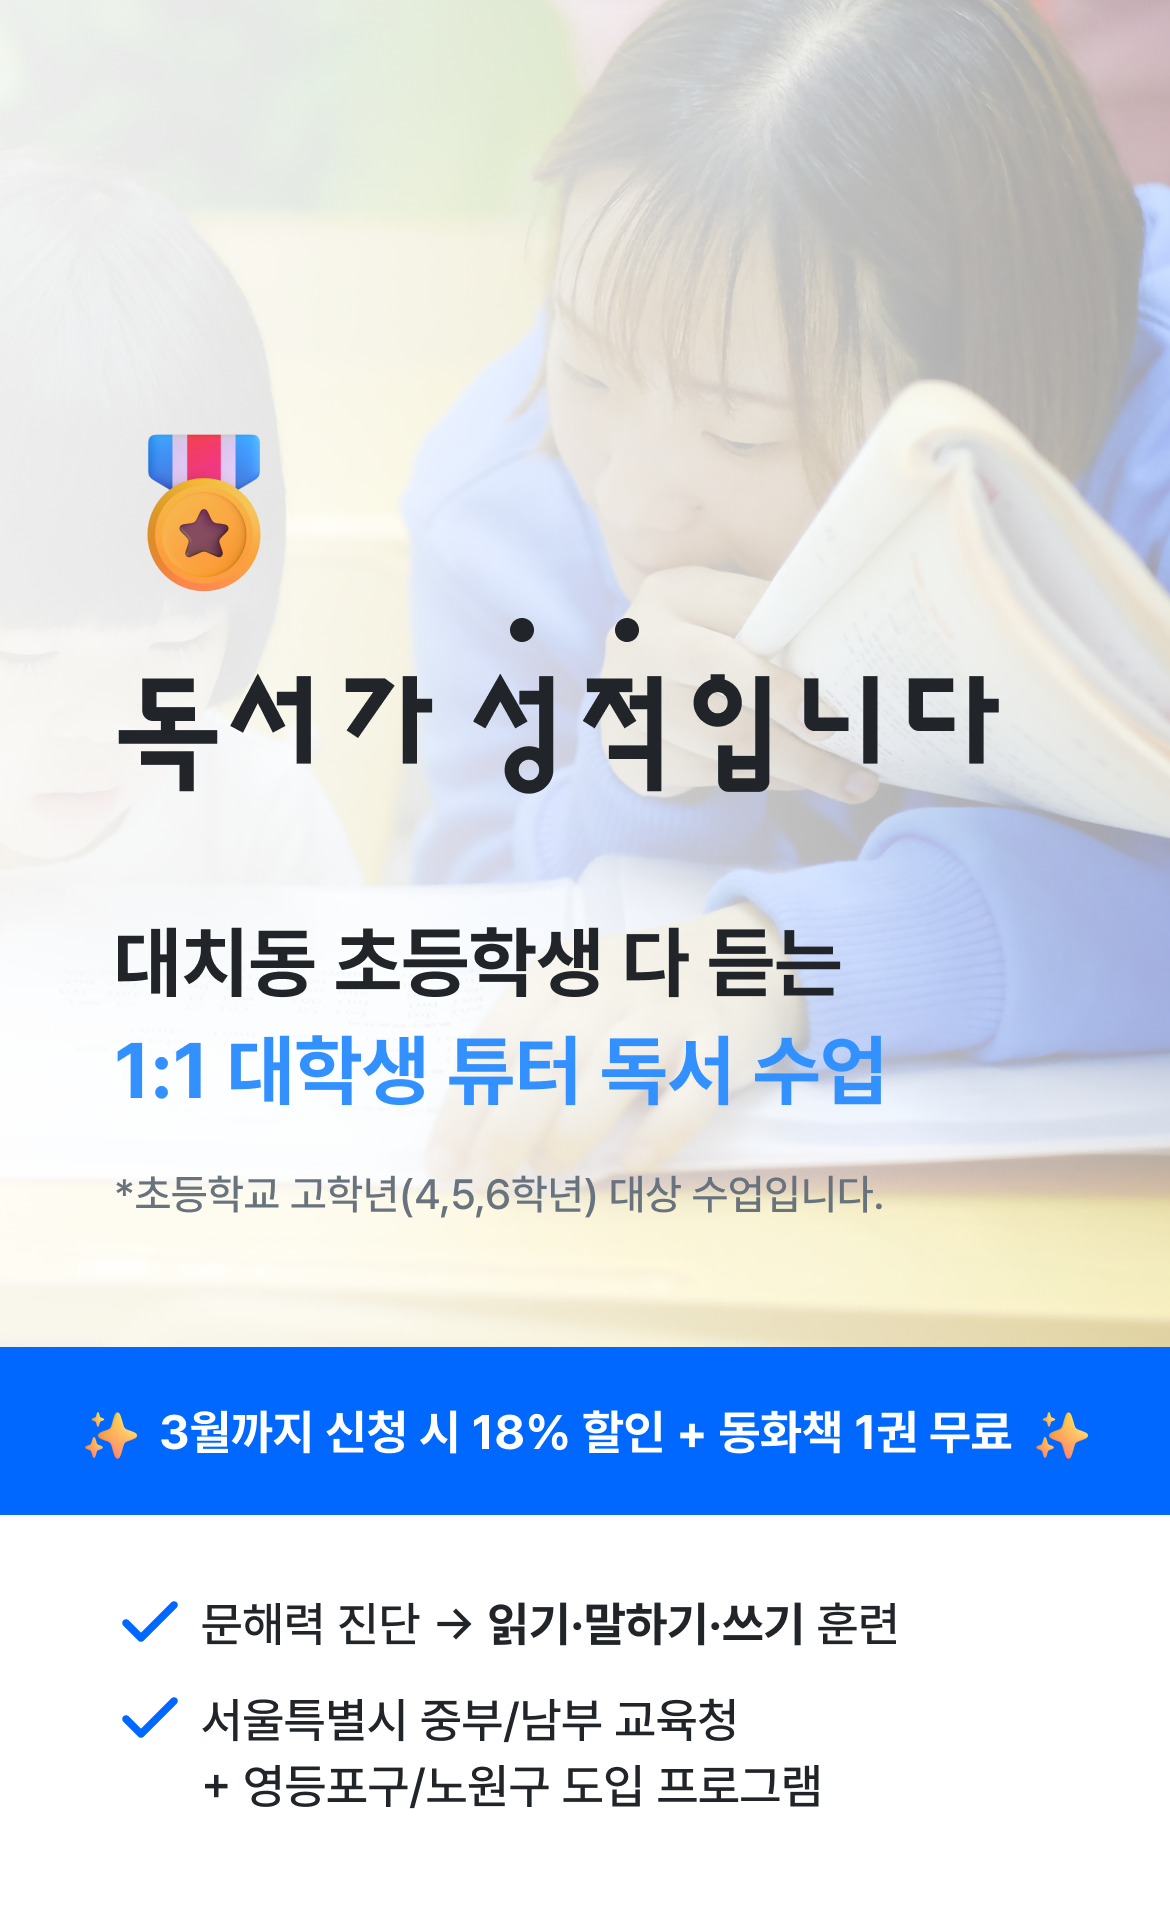 독서가 성적입니다
대치동 초등학생 다 듣는
1:1 대학생 튜터 독서 수업
*초등학교 고학년(4,5,6학년) 대상 수업입니다.
✨ 3월까지 신청 시 18% 할인 + 동화책 1권 무료 ✨
문해력 진단 → 읽기·말하기·쓰기 훈련
서울특별시 중부/남부 교육청
+ 영등포구/노원구 도입 프로그램